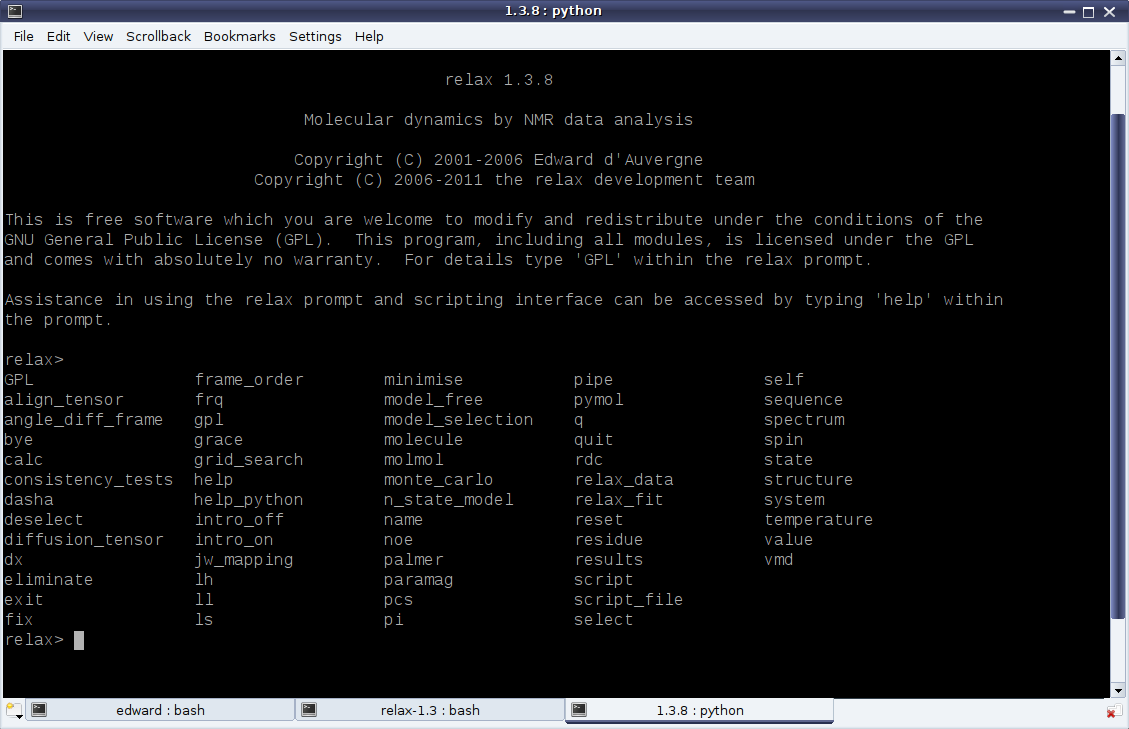 1.3.8 : python
File Edit View Scrollback Bookmarks Settings Help
relax 1.3.8
Molecular dynamics by NMR data analysis
Copyright (C) 2001-2006 Edward d'Auvergne
Copyright (C) 2006-2011 the relax development team
This is free software which you are welcome to modify and redistribute under the conditions of the
GNU General Public License (GPL).  This program, including all modules, is licensed under the GPL
and comes with absolutely no warranty.  For details type 'GPL' within the relax prompt.
Assistance in using the relax prompt and scripting interface can be accessed by typing 'help' within
the prompt.
relax>
GPL frame_order minimise pipe self
align_tensor frq model_free pymol sequence
angle_diff_frame gpl model_selection q spectrum
bye grace molecule quit spin
calc grid_search molmol rdc state
consistency_tests help monte_carlo relax_data structure
dasha help_python n_state_model relax_fit system
deselect intro_off name reset temperature
diffusion_tensor intro_on noe residue value
dx jw_mapping palmer results vmd
eliminate lh paramag script
exit ll pcs script_file
fix ls pi select
relax>
edward : bash relax-1.3 : bash 1.3.8 : python